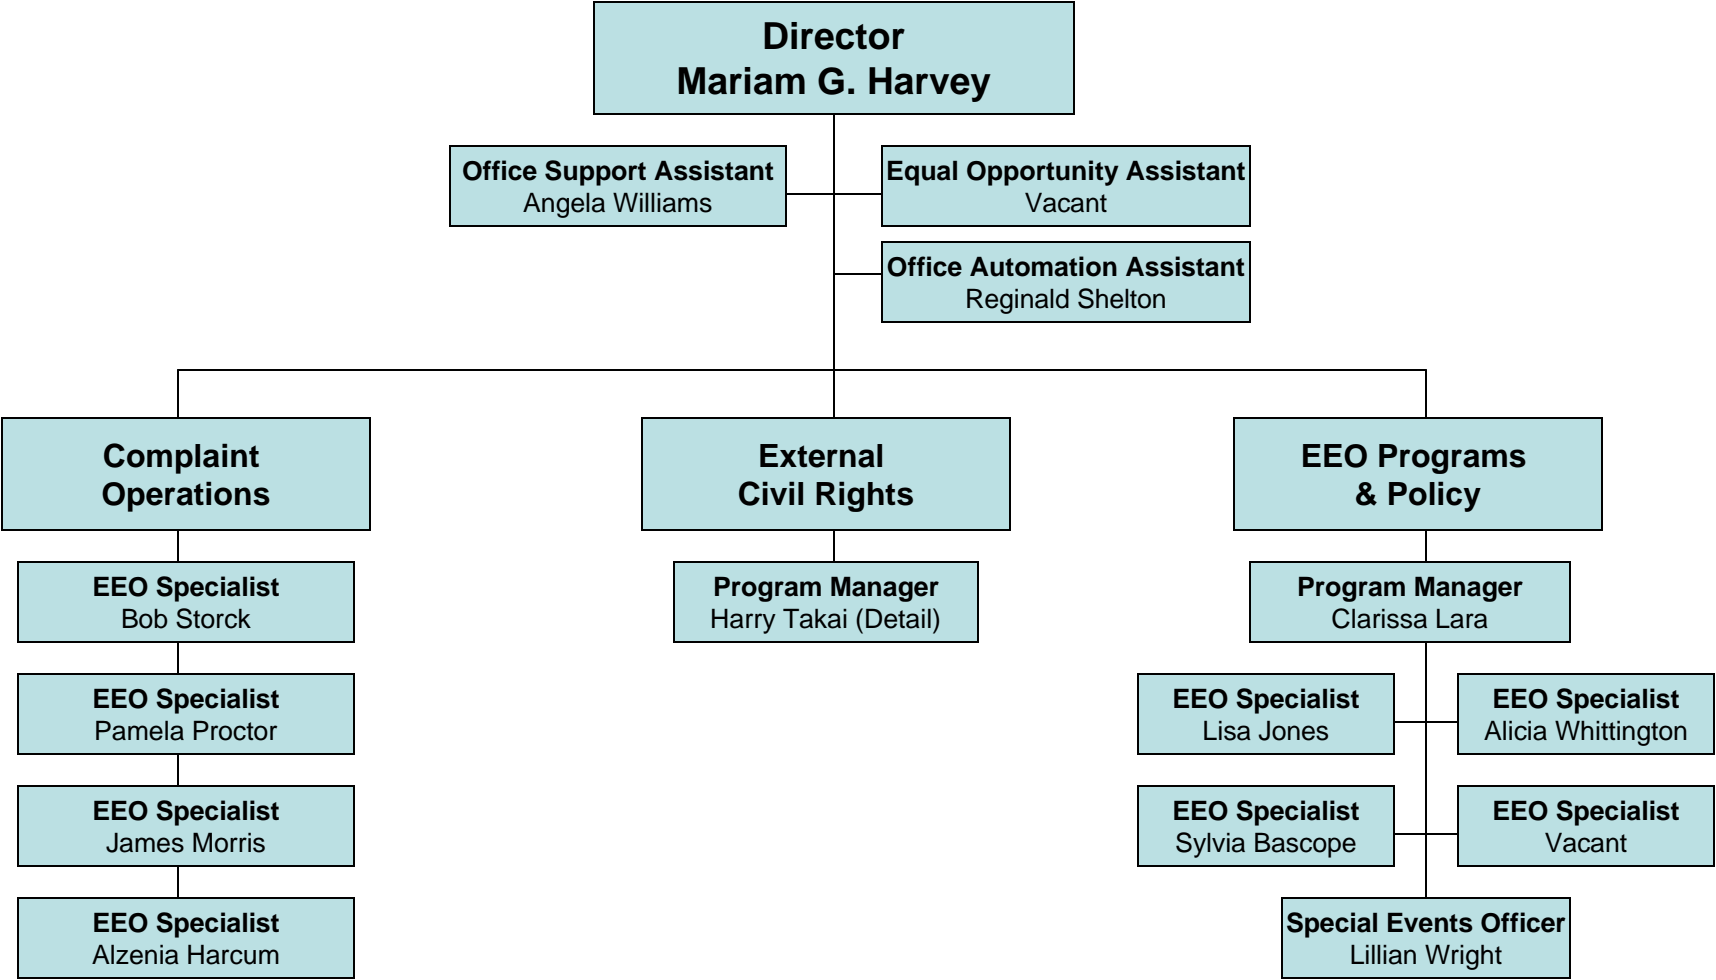 Director
Mariam G. Harvey
Office Support Assistant
Angela Williams
Equal Opportunity Assistant
Vacant
Office Automation Assistant
Reginald Shelton
Complaint
Operations
EEO Specialist
Bob Storck
EEO Specialist
Pamela Proctor
EEO Specialist
James Morris
EEO Specialist
Alzenia Harcum
External
Civil Rights
Program Manager
Harry Takai (Detail)
EEO Programs
& Policy
Program Manager
Clarissa Lara
EEO Specialist
Lisa Jones
EEO Specialist
Alicia Whittington
EEO Specialist
Sylvia Bascope
EEO Specialist
Vacant
Special Events Officer
Lillian Wright